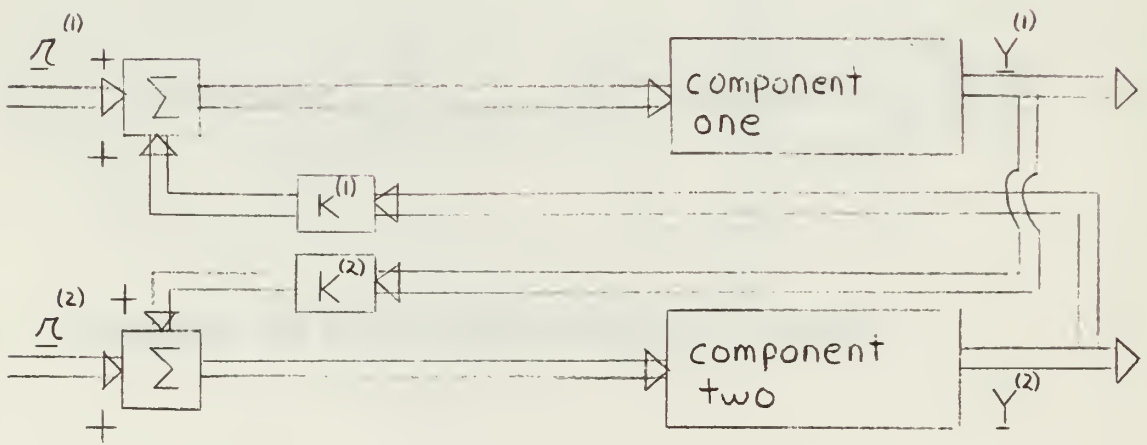 r^(1)
+
Σ
+
component
one
Y^(1)
K^(1)
K^(2)
r^(2)
+
Σ
+
component
two
Y^(2)